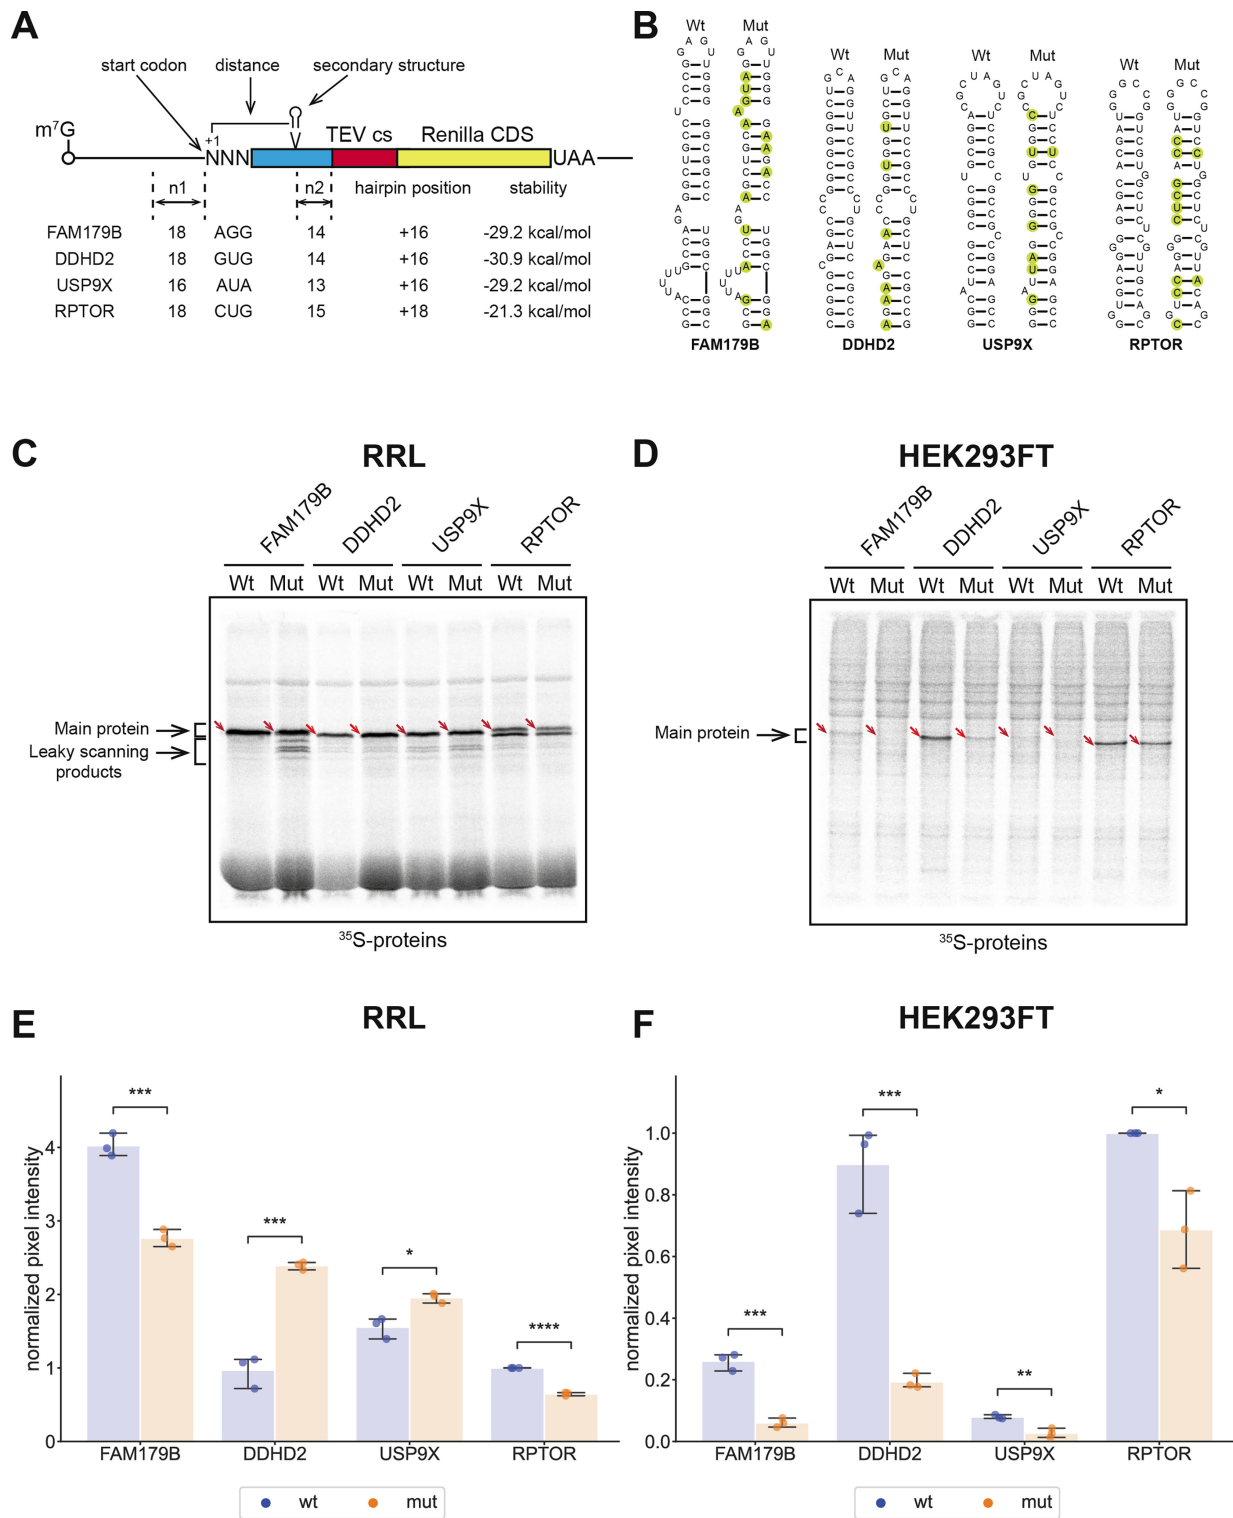 A
start codon distance secondary structure
m⁷G
+1
NNN TEV cs Renilla CDS UAA
n1 n2 hairpin position stability
FAM179B 18 AGG 14 +16 -29.2 kcal/mol
DDHD2 18 GUG 14 +16 -30.9 kcal/mol
USP9X 16 AUA 13 +16 -29.2 kcal/mol
RPTOR 18 CUG 15 +18 -21.3 kcal/mol
B
Wt Mut Wt Mut Wt Mut Wt Mut
FAM179B DDHD2 USP9X RPTOR
C
RRL
FAM179B DDHD2 USP9X RPTOR
Wt Mut Wt Mut Wt Mut Wt Mut
Main protein
Leaky scanning
products
³⁵S-proteins
D
HEK293FT
FAM179B DDHD2 USP9X RPTOR
Wt Mut Wt Mut Wt Mut Wt Mut
Main protein
³⁵S-proteins
E
RRL
normalized pixel intensity
4
3
2
1
0
*** *** * ****
FAM179B DDHD2 USP9X RPTOR
wt mut
F
HEK293FT
normalized pixel intensity
1.0
0.8
0.6
0.4
0.2
0.0
*** *** ** *
FAM179B DDHD2 USP9X RPTOR
wt mut